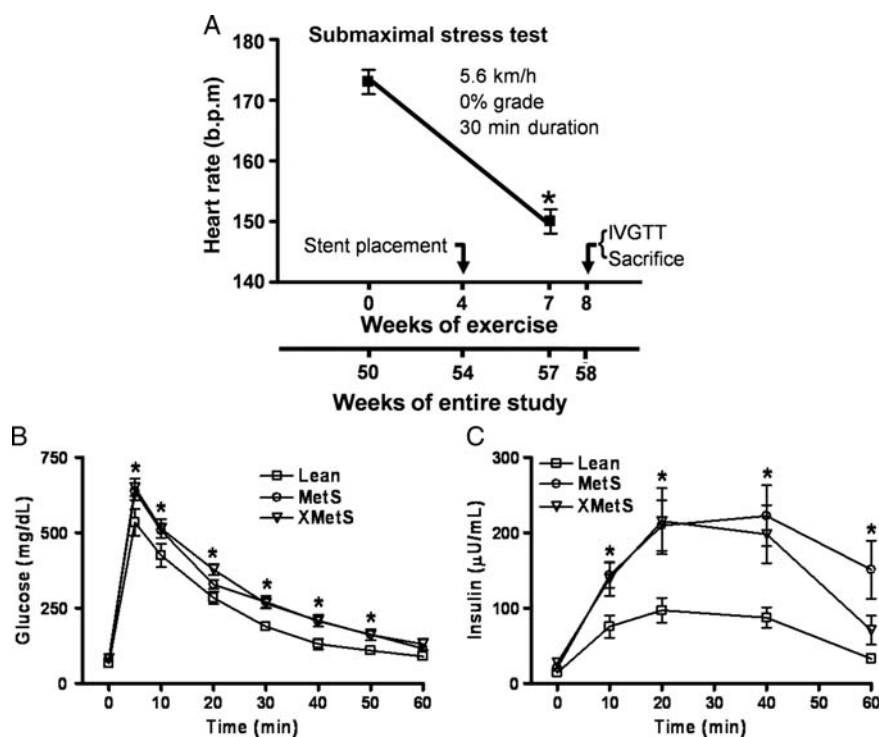 A
Submaximal stress test
5.6 km/h
0% grade
30 min duration
180
170
160
150
140
Heart rate (b.p.m)
*
Stent placement
IVGTT
Sacrifice
0 4 7 8
Weeks of exercise
50 54 57 58
Weeks of entire study
B
750
500
250
0
Glucose (mg/dL)
* * * * * *
Lean
MetS
XMetS
0 10 20 30 40 50 60
Time (min)
C
300
200
100
0
Insulin (µU/mL)
Lean
MetS
XMetS
* * * *
0 10 20 30 40 50 60
Time (min)